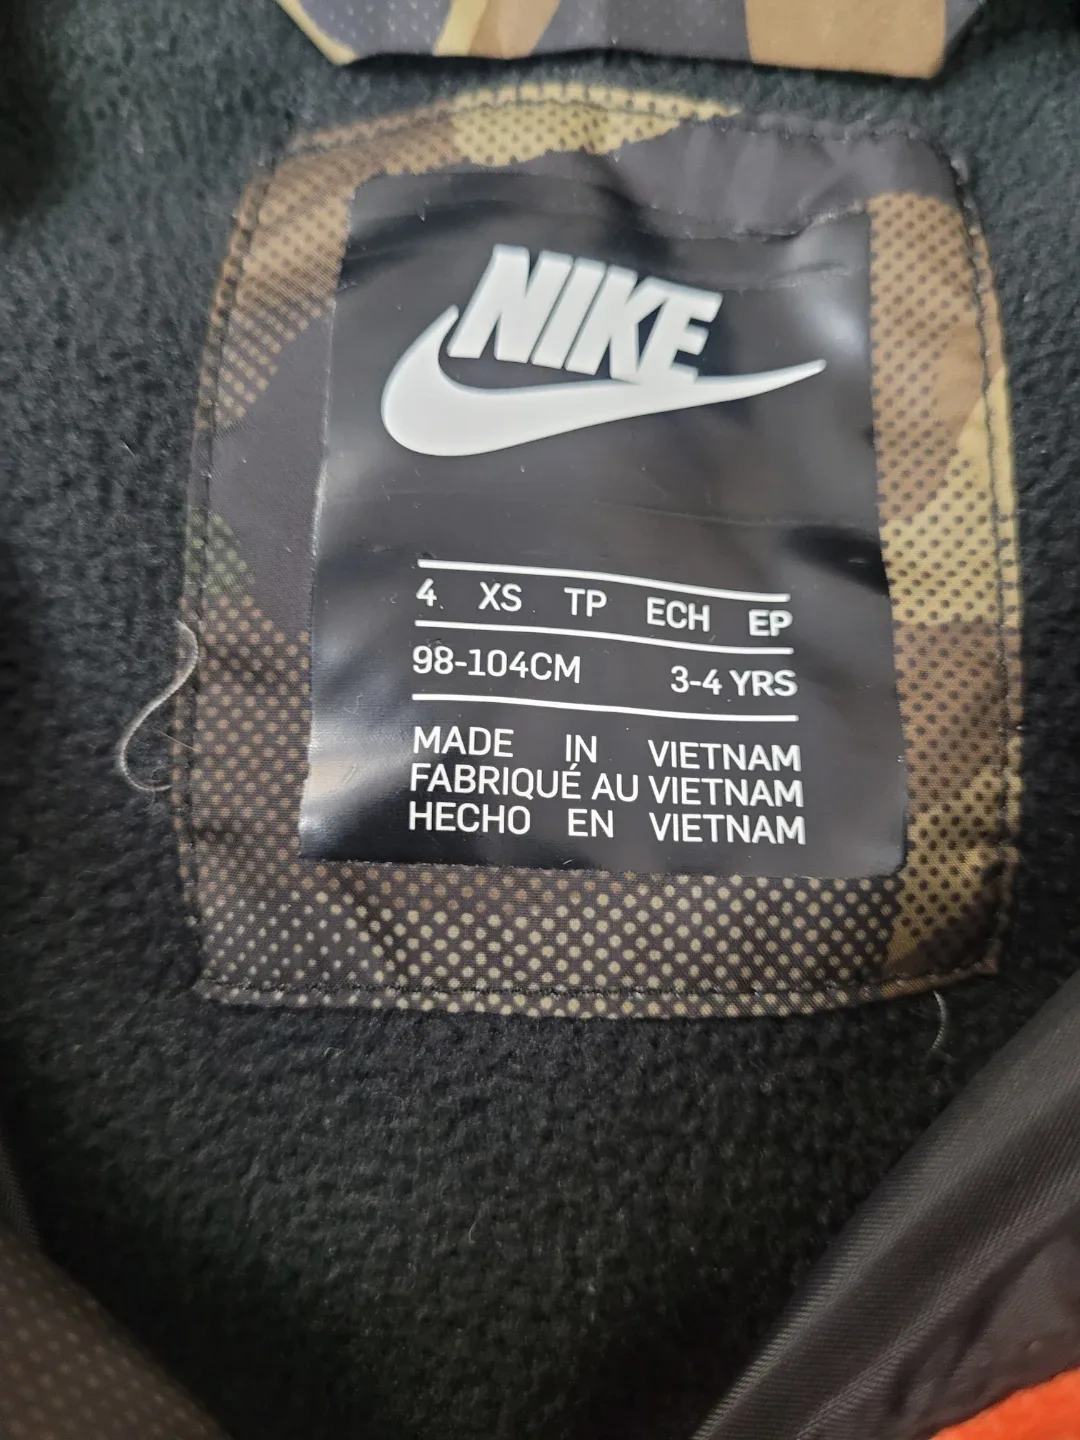 NIKE
4 XS TP ECH EP
98-104CM 3-4 YRS
MADE IN VIETNAM
FABRIQUÉ AU VIETNAM
HECHO EN VIETNAM